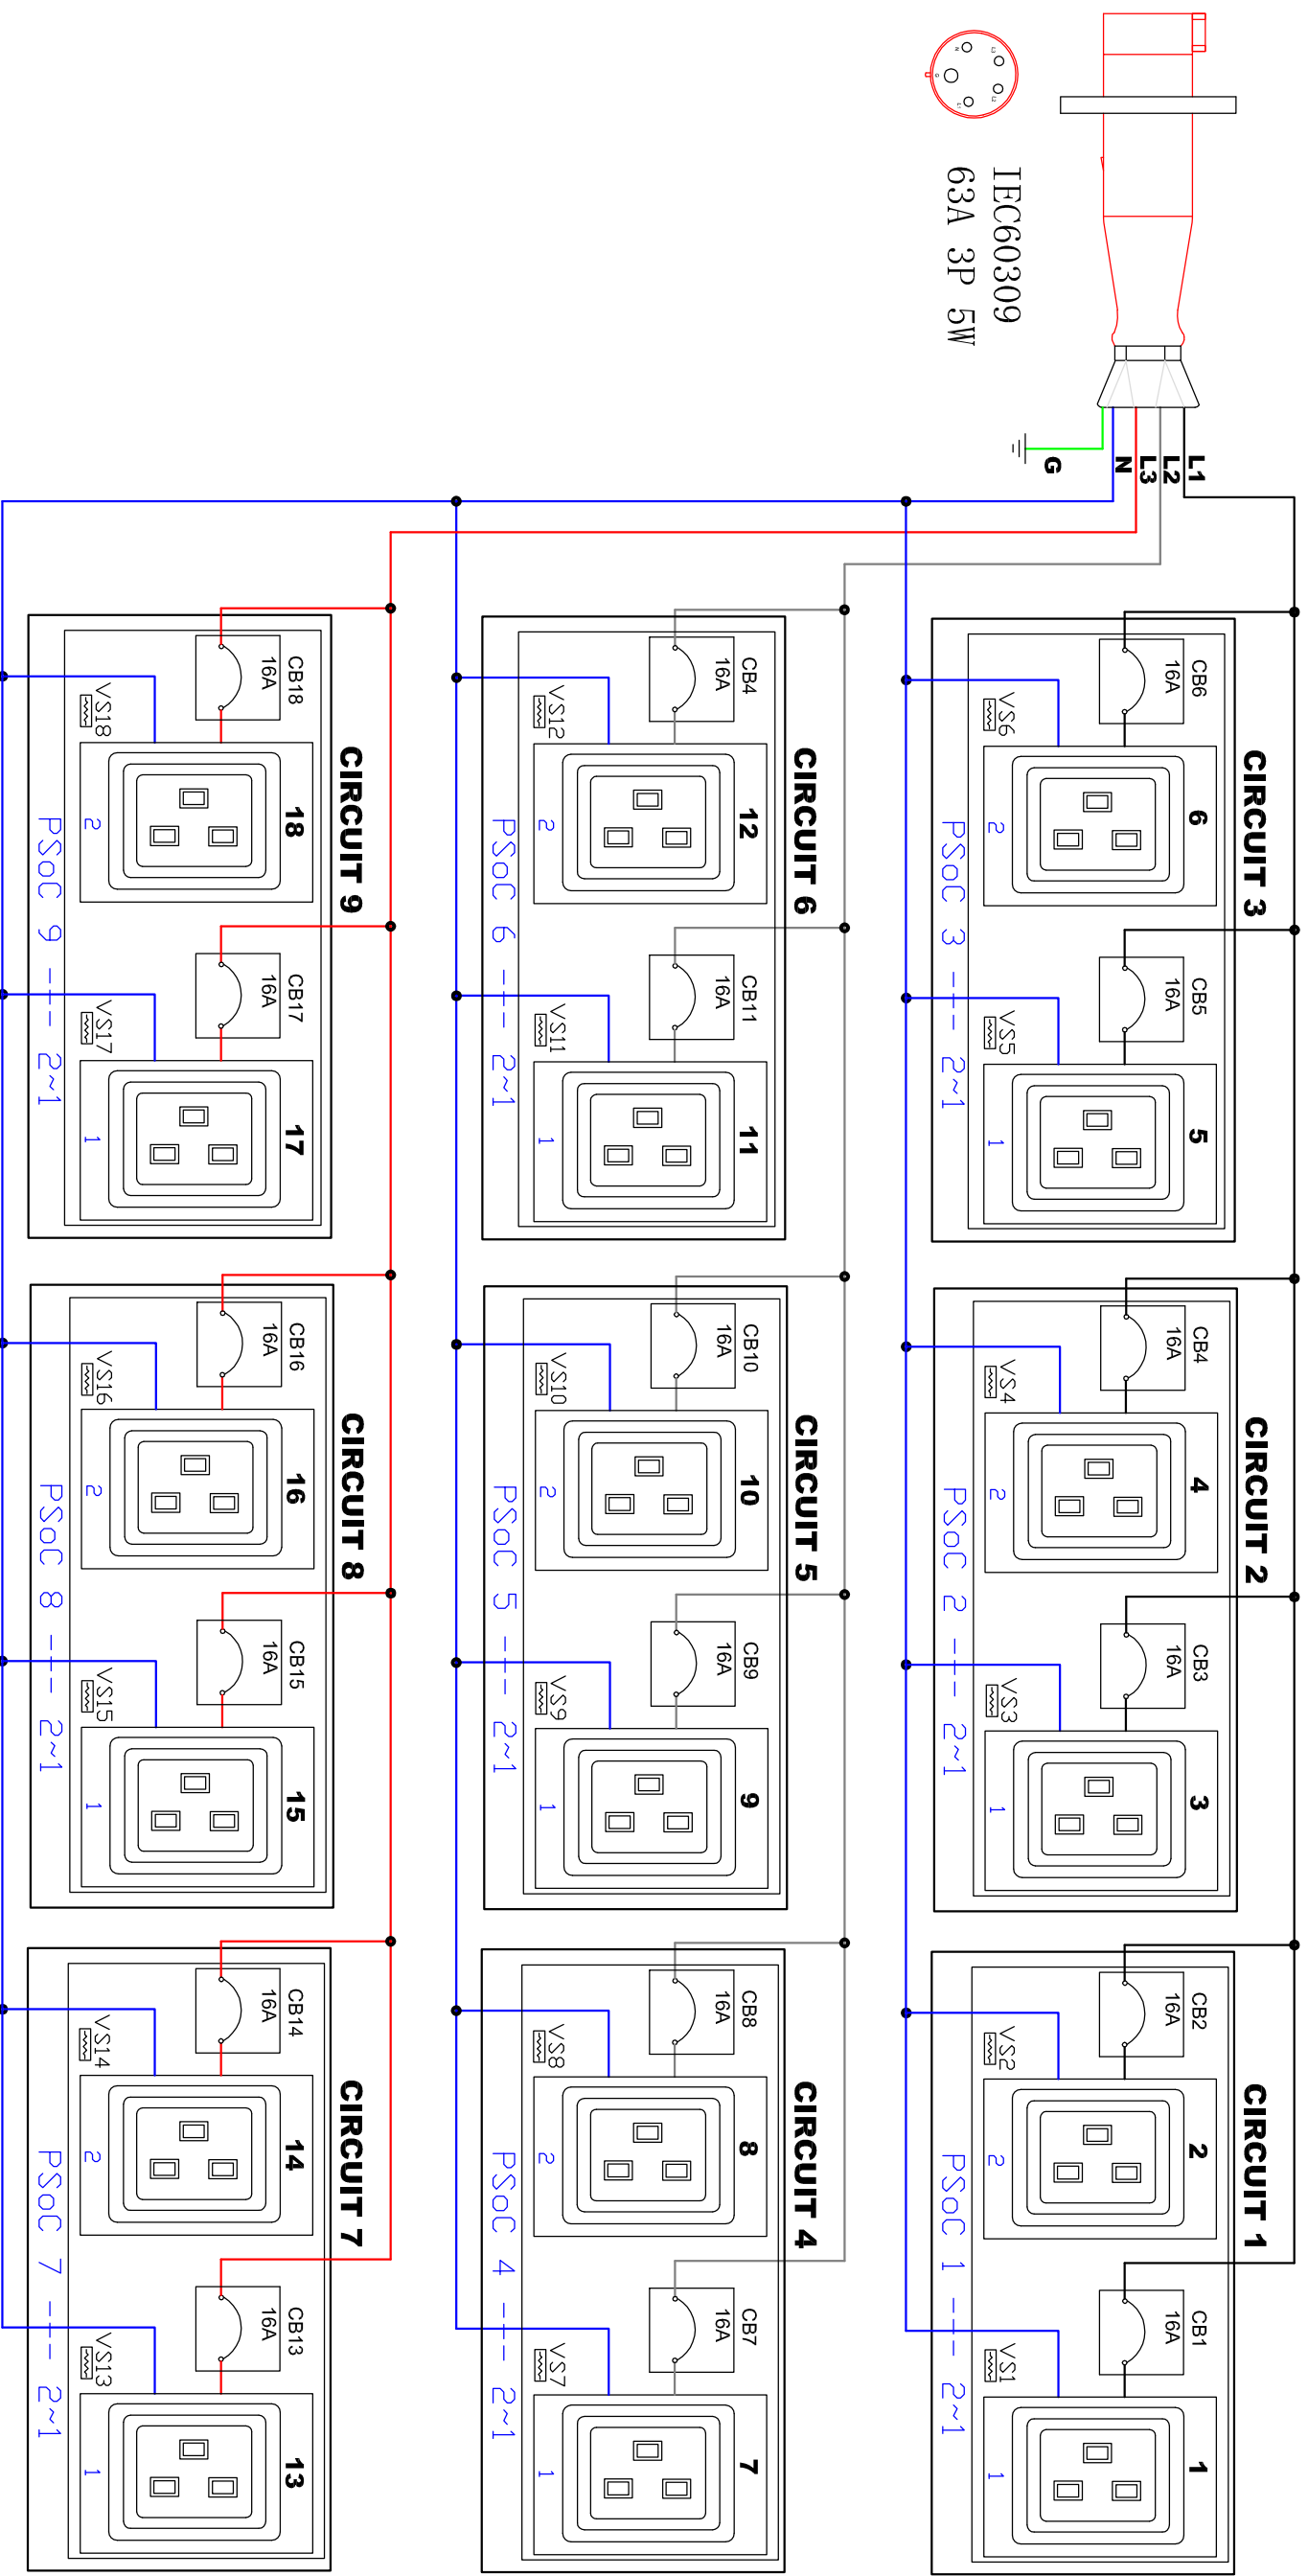 IEC60309
63A 3P 5W
L1
L2
L3
N
G
L3
L2
N
G
L1
CIRCUIT 3
CB6
16A
VS6
6
2
CB5
16A
VS5
5
1
PSoC 3 --- 2~1
CIRCUIT 2
CB4
16A
VS4
4
2
CB3
16A
VS3
3
1
PSoC 2 --- 2~1
CIRCUIT 1
CB2
16A
VS2
2
2
CB1
16A
VS1
1
1
PSoC 1 --- 2~1
CIRCUIT 6
CB4
16A
VS12
12
2
CB11
16A
VS11
11
1
PSoC 6 --- 2~1
CIRCUIT 5
CB10
16A
VS10
10
2
CB9
16A
VS9
9
1
PSoC 5 --- 2~1
CIRCUIT 4
CB8
16A
VS8
8
2
CB7
16A
VS7
7
1
PSoC 4 --- 2~1
CIRCUIT 9
CB18
16A
VS18
18
2
CB17
16A
VS17
17
1
PSoC 9 --- 2~1
CIRCUIT 8
CB16
16A
VS16
16
2
CB15
16A
VS15
15
1
PSoC 8 --- 2~1
CIRCUIT 7
CB14
16A
VS14
14
2
CB13
16A
VS13
13
1
PSoC 7 --- 2~1